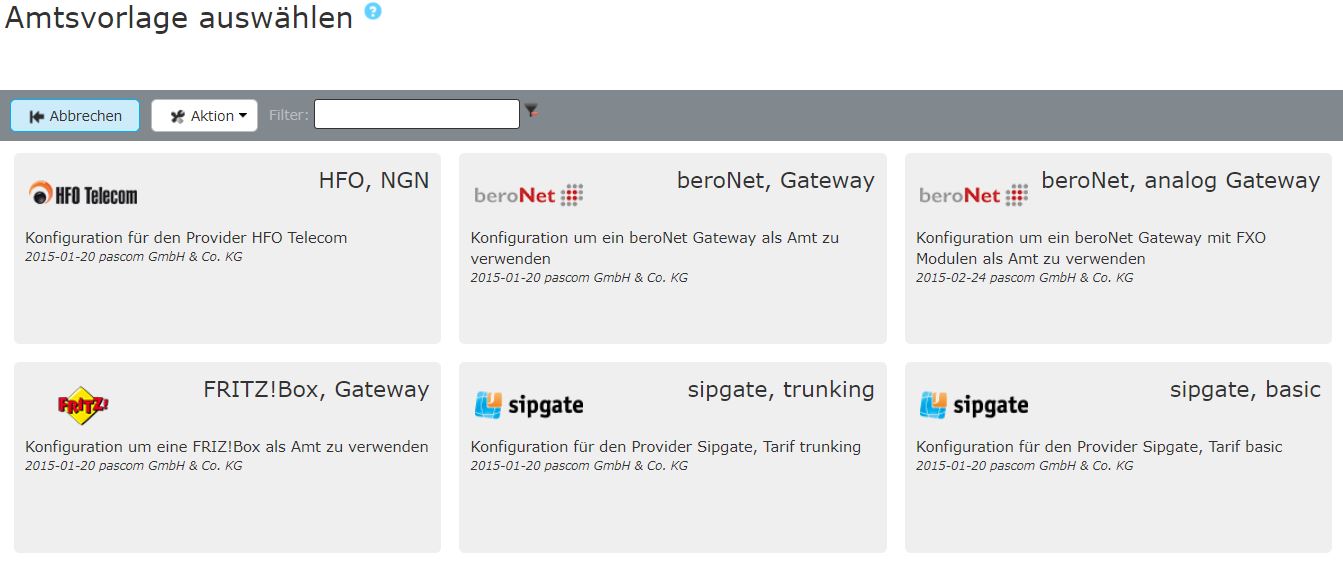 Amtsvorlage auswählen ?
Abbrechen Aktion Filter:
HFO Telecom HFO, NGN
Konfiguration für den Provider HFO Telecom
2015-01-20 pascom GmbH & Co. KG
beroNet beroNet, Gateway
Konfiguration um ein beroNet Gateway als Amt zu
verwenden
2015-01-20 pascom GmbH & Co. KG
beroNet beroNet, analog Gateway
Konfiguration um ein beroNet Gateway mit FXO
Modulen als Amt zu verwenden
2015-02-24 pascom GmbH & Co. KG
FRITZ! FRITZ!Box, Gateway
Konfiguration um eine FRIZ!Box als Amt zu verwenden
2015-01-20 pascom GmbH & Co. KG
sipgate sipgate, trunking
Konfiguration für den Provider Sipgate, Tarif trunking
2015-01-20 pascom GmbH & Co. KG
sipgate sipgate, basic
Konfiguration für den Provider Sipgate, Tarif basic
2015-01-20 pascom GmbH & Co. KG